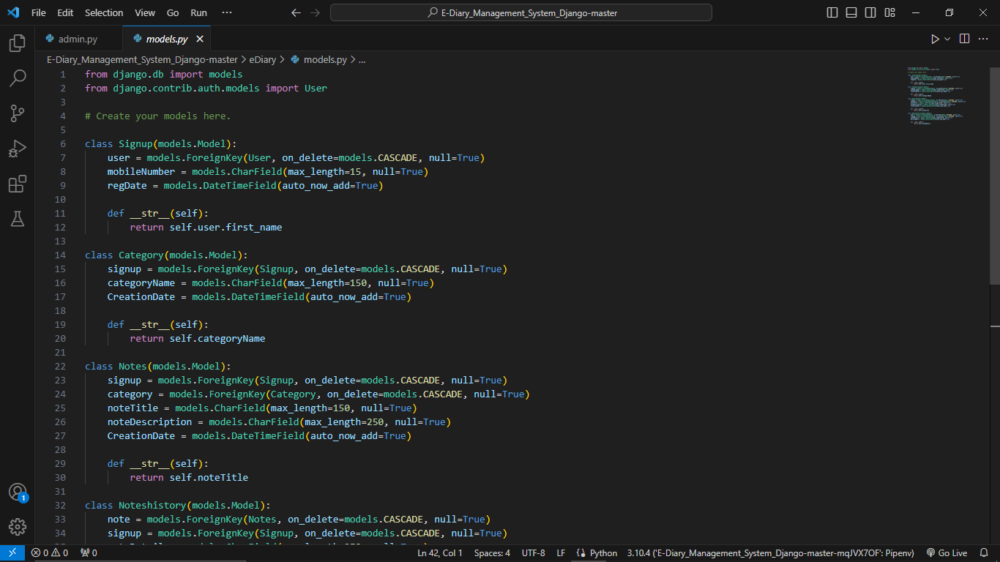 File Edit Selection View Go Run ··· E-Diary_Management_System_Django-master
admin.py models.py
E-Diary_Management_System_Django-master > eDiary > models.py > ...
1 from django.db import models
2 from django.contrib.auth.models import User
3
4 # Create your models here.
5
6 class Signup(models.Model):
7     user = models.ForeignKey(User, on_delete=models.CASCADE, null=True)
8     mobileNumber = models.CharField(max_length=15, null=True)
9     regDate = models.DateTimeField(auto_now_add=True)
10
11     def __str__(self):
12         return self.user.first_name
13
14 class Category(models.Model):
15     signup = models.ForeignKey(Signup, on_delete=models.CASCADE, null=True)
16     categoryName = models.CharField(max_length=150, null=True)
17     CreationDate = models.DateTimeField(auto_now_add=True)
18
19     def __str__(self):
20         return self.categoryName
21
22 class Notes(models.Model):
23     signup = models.ForeignKey(Signup, on_delete=models.CASCADE, null=True)
24     category = models.ForeignKey(Category, on_delete=models.CASCADE, null=True)
25     noteTitle = models.CharField(max_length=150, null=True)
26     noteDescription = models.CharField(max_length=250, null=True)
27     CreationDate = models.DateTimeField(auto_now_add=True)
28
29     def __str__(self):
30         return self.noteTitle
31
32 class Noteshistory(models.Model):
33     note = models.ForeignKey(Notes, on_delete=models.CASCADE, null=True)
34     signup = models.ForeignKey(Signup, on_delete=models.CASCADE, null=True)
1
0 0 0 Ln 42, Col 1 Spaces: 4 UTF-8 LF Python 3.10.4 ('E-Diary_Management_System_Django-master-mqJVX7OF': Pipenv) Go Live